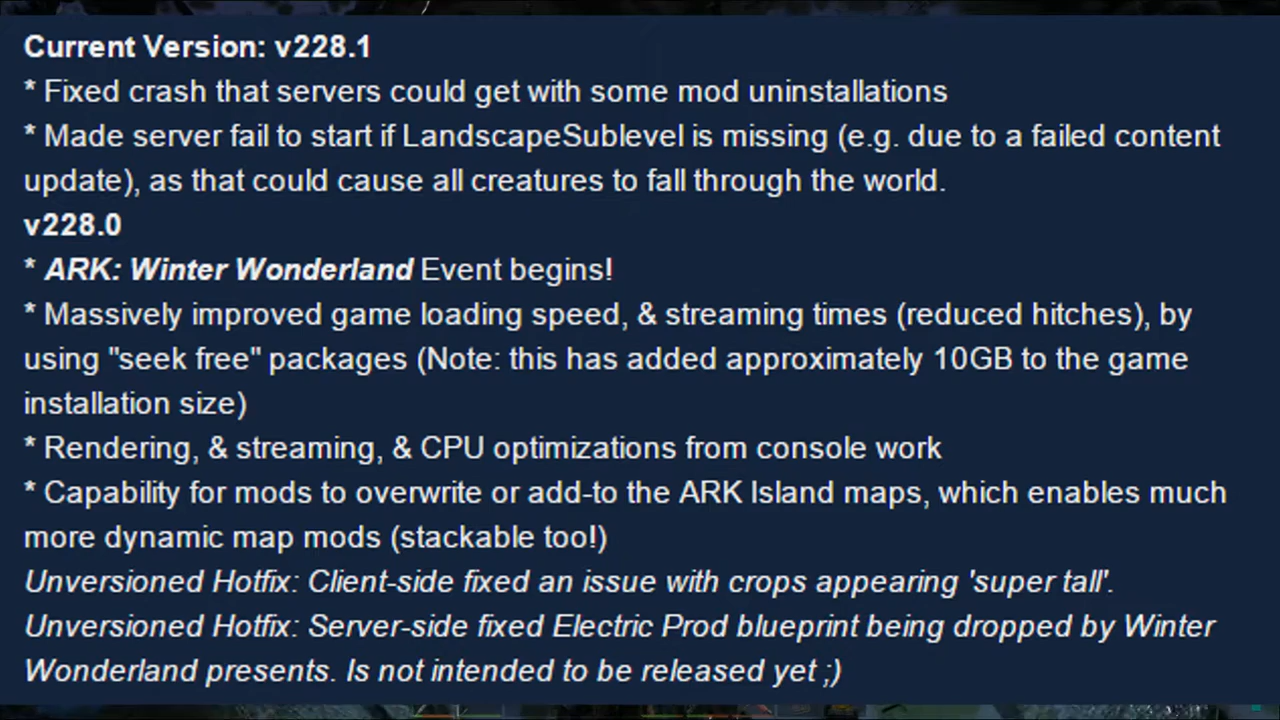 Current Version: v228.1
* Fixed crash that servers could get with some mod uninstallations
* Made server fail to start if LandscapeSublevel is missing (e.g. due to a failed content
update), as that could cause all creatures to fall through the world.
v228.0
* ARK: Winter Wonderland Event begins!
* Massively improved game loading speed, & streaming times (reduced hitches), by
using "seek free" packages (Note: this has added approximately 10GB to the game
installation size)
* Rendering, & streaming, & CPU optimizations from console work
* Capability for mods to overwrite or add-to the ARK Island maps, which enables much
more dynamic map mods (stackable too!)
Unversioned Hotfix: Client-side fixed an issue with crops appearing 'super tall'.
Unversioned Hotfix: Server-side fixed Electric Prod blueprint being dropped by Winter
Wonderland presents. Is not intended to be released yet ;)